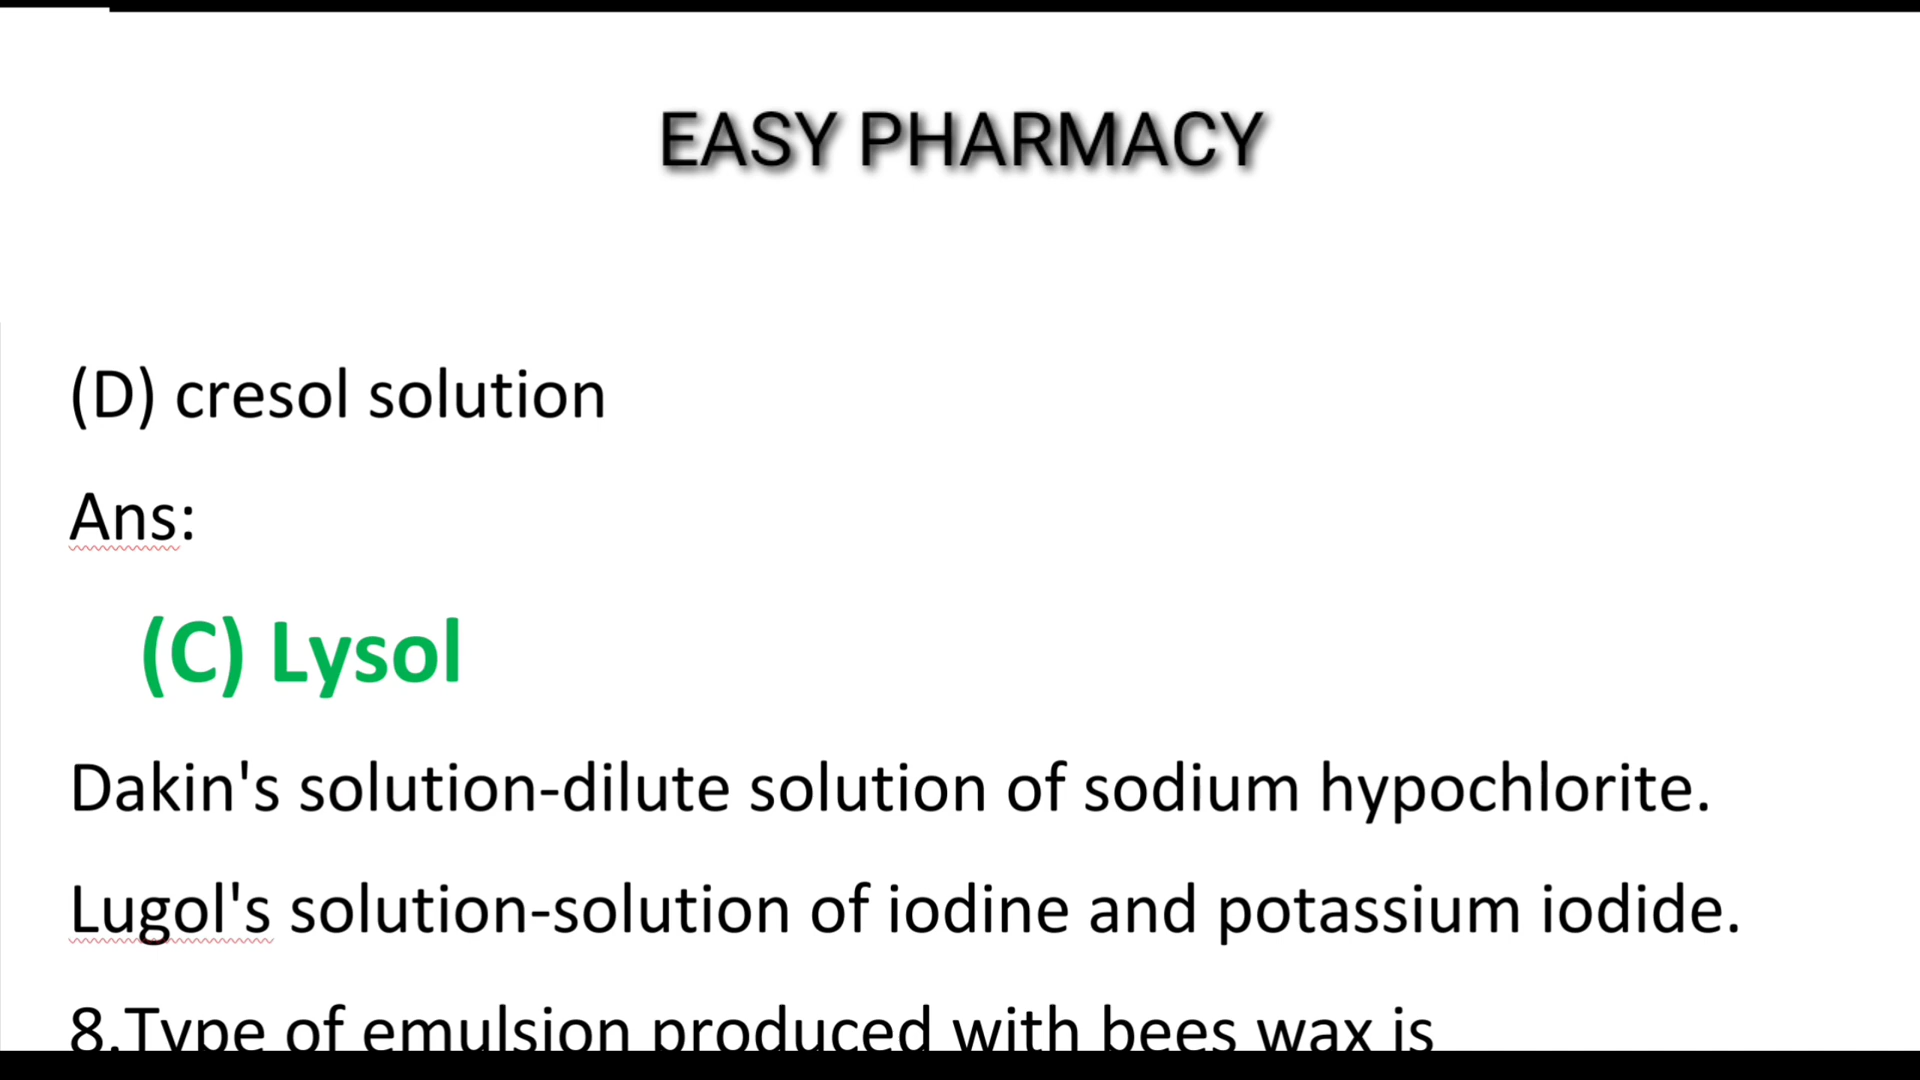 EASY PHARMACY
(D) cresol solution
Ans:
(C) Lysol
Dakin's solution-dilute solution of sodium hypochlorite.
Lugol's solution-solution of iodine and potassium iodide.
8.Type of emulsion produced with bees wax is